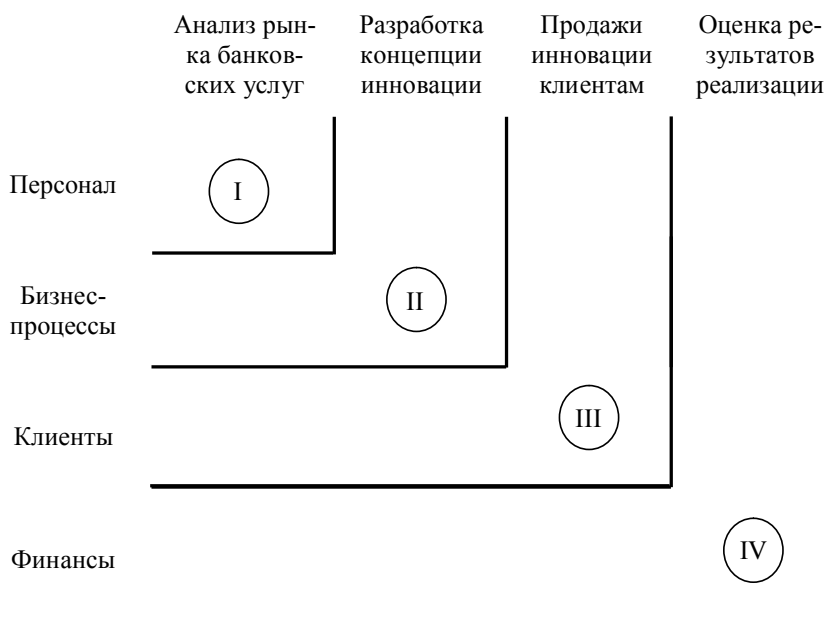 Анализ рын-
ка банков-
ских услуг
Разработка
концепции
инновации
Продажи
инновации
клиентам
Оценка ре-
зультатов
реализации
Персонал
I
Бизнес-
процессы
II
Клиенты
III
Финансы
IV